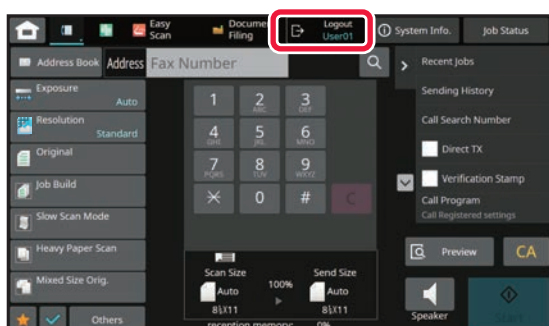 Easy
Scan
Document
Filing
Logout
User01
System Info.
Job Status
Address Book
Address
Fax Number
Recent Jobs
Exposure
Auto
Resolution
Standard
Original
Job Build
Slow Scan Mode
Heavy Paper Scan
Mixed Size Orig.
Others
1
2
ABC
3
DEF
4
GHI
5
JKL
6
MNO
7
PQRS
8
TUV
9
WXYZ
0
#
C
Scan Size
Auto
8½X11
100%
Send Size
Auto
8½X11
reception memory: 0%
Sending History
Call Search Number
Direct TX
Verification Stamp
Call Program
Call Registered settings
Preview
CA
Speaker
Start